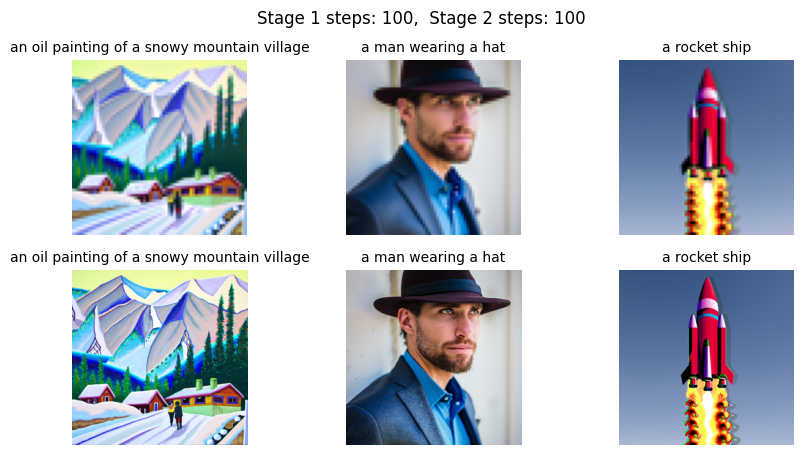 Stage 1 steps: 100,  Stage 2 steps: 100
an oil painting of a snowy mountain village
a man wearing a hat
a rocket ship
an oil painting of a snowy mountain village
a man wearing a hat
a rocket ship